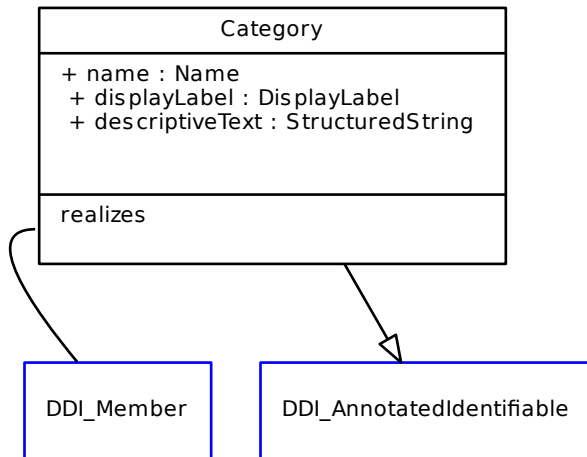 Category
+ name : Name
+ displayLabel : DisplayLabel
+ descriptiveText : StructuredString
realizes
DDI_Member
DDI_AnnotatedIdentifiable